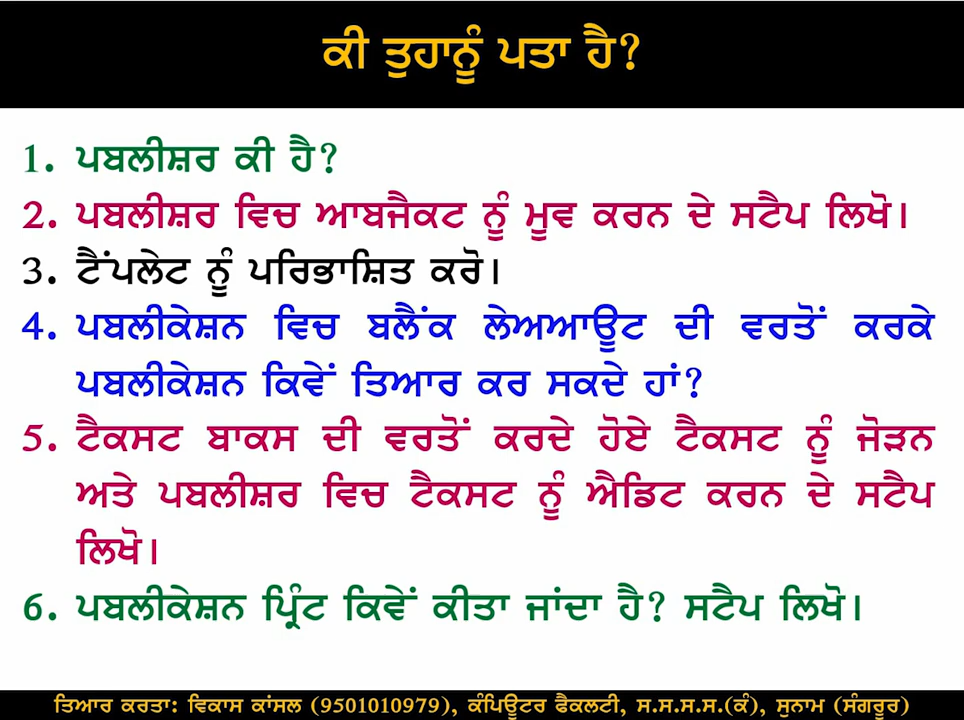 ਕੀ ਤੁਹਾਨੂੰ ਪਤਾ ਹੈ?
1. ਪਬਲੀਸ਼ਰ ਕੀ ਹੈ?
2. ਪਬਲੀਸ਼ਰ ਵਿਚ ਆਬਜੈਕਟ ਨੂੰ ਮੂਵ ਕਰਨ ਦੇ ਸਟੈਪ ਲਿਖੋ।
3. ਟੈਂਪਲੇਟ ਨੂੰ ਪਰਿਭਾਸ਼ਿਤ ਕਰੋ।
4. ਪਬਲੀਕੇਸ਼ਨ ਵਿਚ ਬਲੈਂਕ ਲੇਅਆਊਟ ਦੀ ਵਰਤੋਂ ਕਰਕੇ
ਪਬਲੀਕੇਸ਼ਨ ਕਿਵੇਂ ਤਿਆਰ ਕਰ ਸਕਦੇ ਹਾਂ?
5. ਟੈਕਸਟ ਬਾਕਸ ਦੀ ਵਰਤੋਂ ਕਰਦੇ ਹੋਏ ਟੈਕਸਟ ਨੂੰ ਜੋੜਨ
ਅਤੇ ਪਬਲੀਸ਼ਰ ਵਿਚ ਟੈਕਸਟ ਨੂੰ ਐਡਿਟ ਕਰਨ ਦੇ ਸਟੈਪ
ਲਿਖੋ।
6. ਪਬਲੀਕੇਸ਼ਨ ਪ੍ਰਿੰਟ ਕਿਵੇਂ ਕੀਤਾ ਜਾਂਦਾ ਹੈ? ਸਟੈਪ ਲਿਖੋ।
ਤਿਆਰ ਕਰਤਾ: ਵਿਕਾਸ ਕਾਂਸਲ (9501010979), ਕੰਪਿਊਟਰ ਫੈਕਲਟੀ, ਸ.ਸ.ਸ.ਸ.(ਕੰ), ਸੁਨਾਮ (ਸੰਗਰੂਰ)